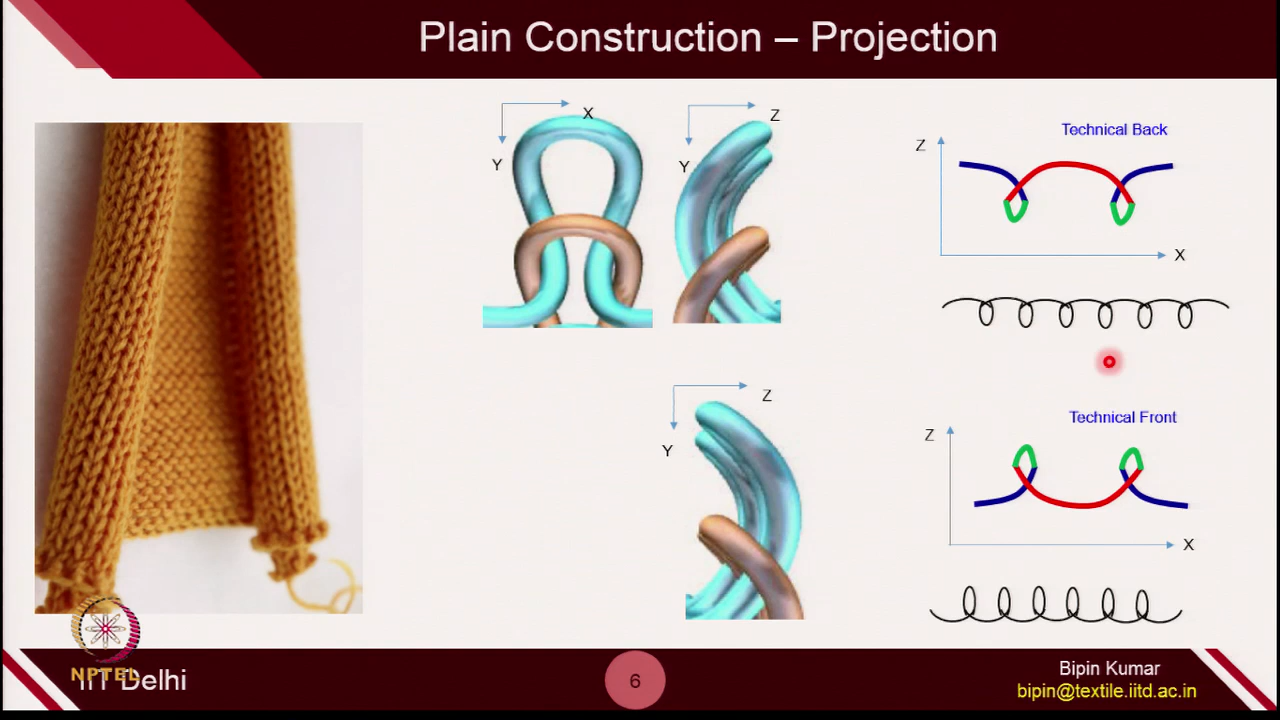 Plain Construction – Projection
X
Y
Z
Y
Technical Back
Z
X
Z
Y
Technical Front
Z
X
NPTEL
IIT Delhi
6
Bipin Kumar
bipin@textile.iitd.ac.in